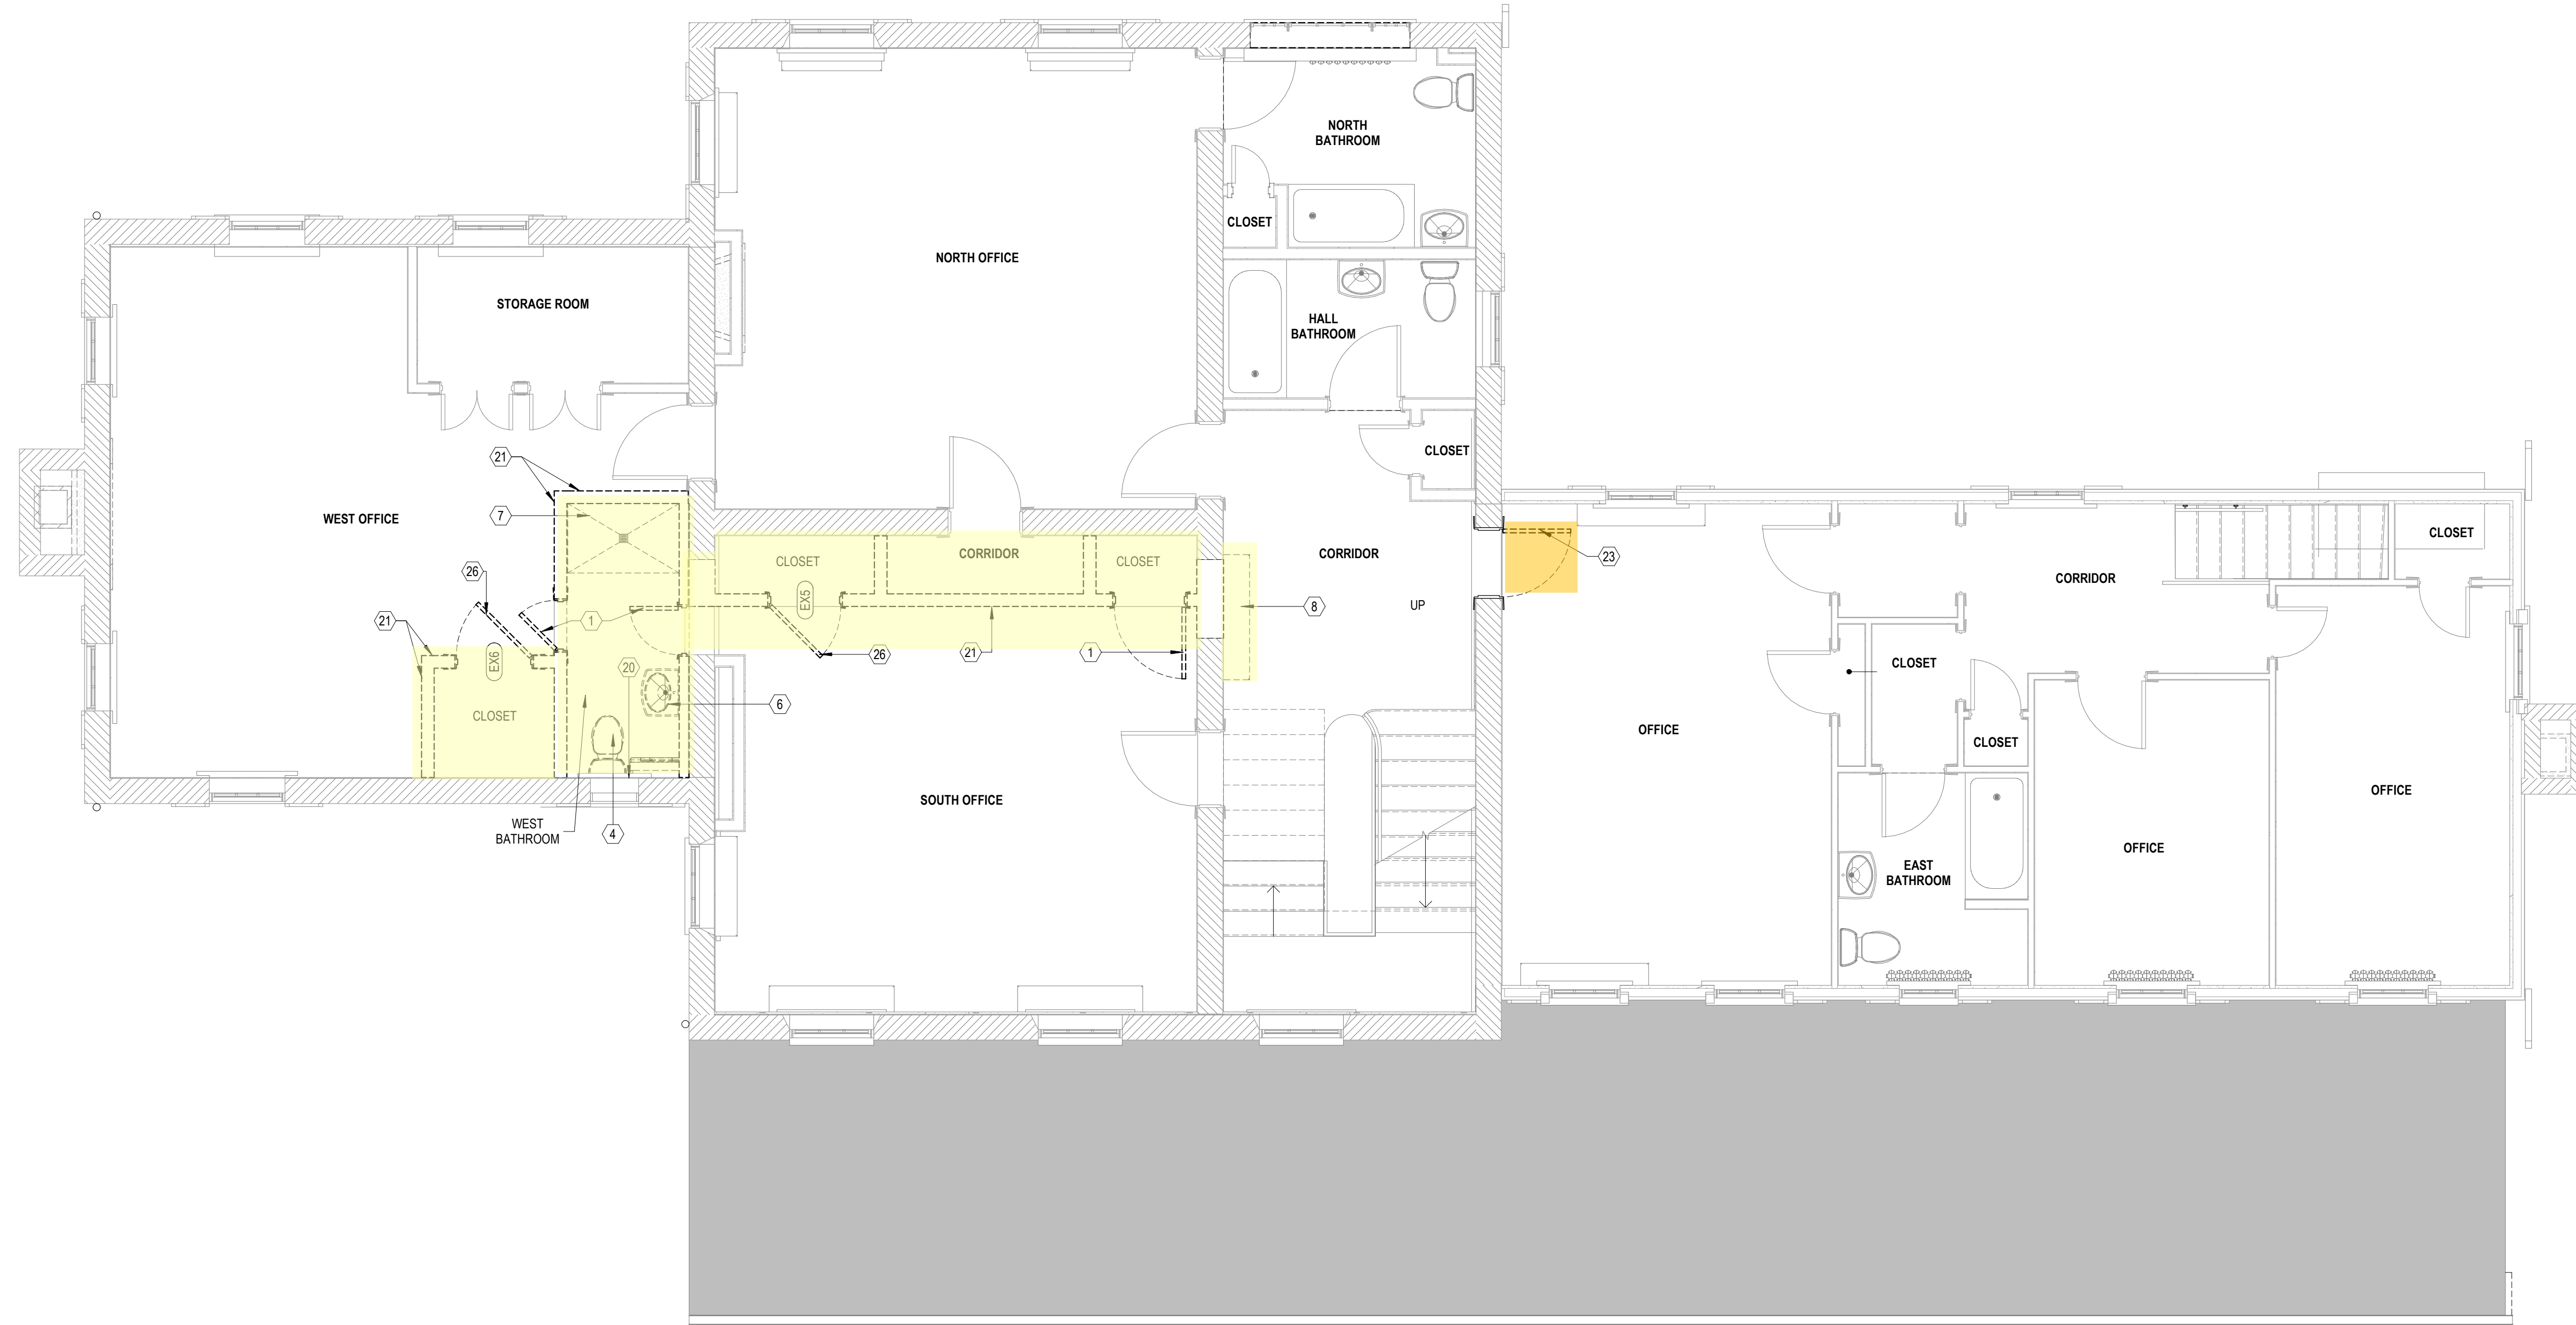 NORTH
BATHROOM
CLOSET
NORTH OFFICE
STORAGE ROOM
HALL
BATHROOM
CLOSET
21
WEST OFFICE
7
CLOSET
CORRIDOR
CLOSET
CORRIDOR
23
CLOSET
26
EX5
CORRIDOR
8
UP
21
1
20
26
21
1
EX6
CLOSET
6
CLOSET
OFFICE
CLOSET
SOUTH OFFICE
OFFICE
WEST
BATHROOM
4
OFFICE
EAST
BATHROOM